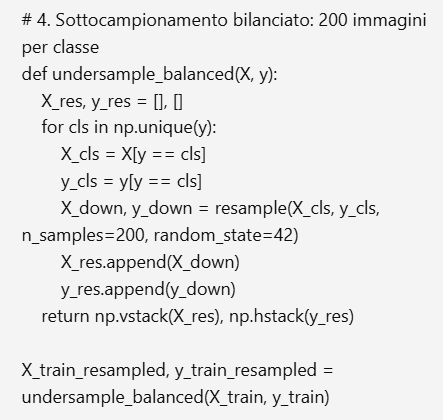 # 4. Sottocampionamento bilanciato: 200 immagini
per classe
def undersample_balanced(X, y):
    X_res, y_res = [], []
    for cls in np.unique(y):
        X_cls = X[y == cls]
        y_cls = y[y == cls]
        X_down, y_down = resample(X_cls, y_cls,
n_samples=200, random_state=42)
        X_res.append(X_down)
        y_res.append(y_down)
    return np.vstack(X_res), np.hstack(y_res)

X_train_resampled, y_train_resampled =
undersample_balanced(X_train, y_train)